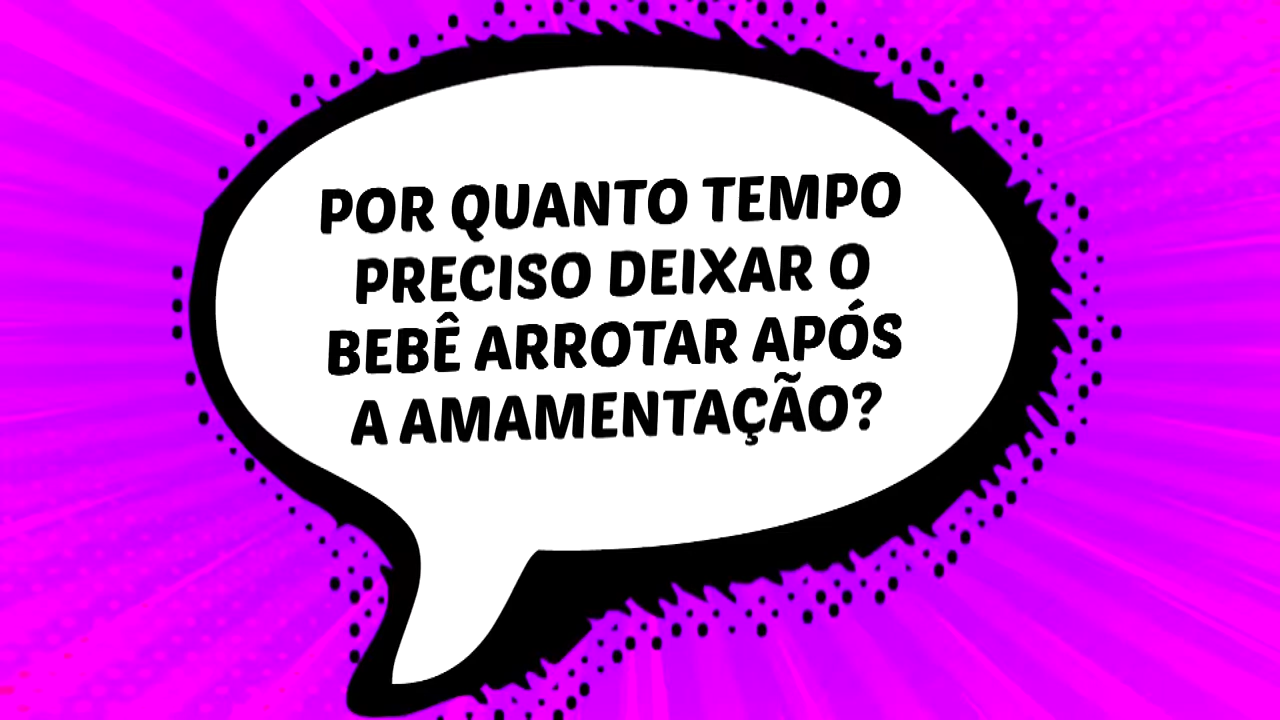 POR QUANTO TEMPO
PRECISO DEIXAR O
BEBÊ ARROTAR APÓS
A AMAMENTAÇÃO?